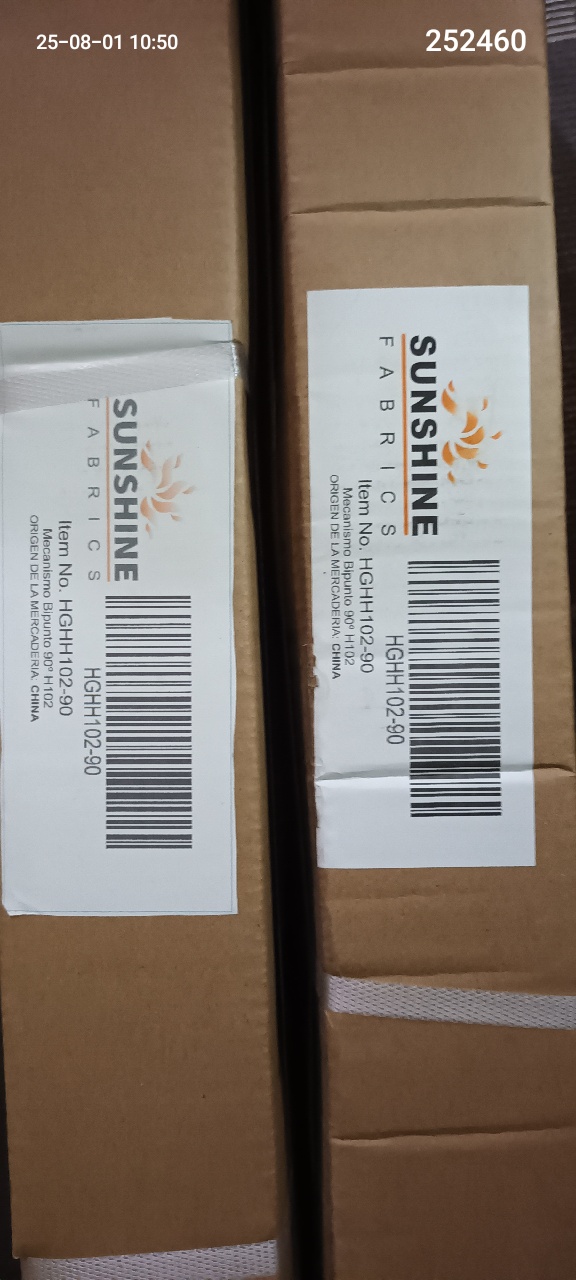 25-08-01 10:50
252460
SUNSHINE
FABRICS
HGHH102-90
Item No. HGHH102-90
Mecanismo Bipunto 90º H102
ORIGEN DE LA MERCADERIA: CHINA
SUNSHINE
FABRICS
HGHH102-90
Item No. HGHH102-90
Mecanismo Bipunto 90º H102
ORIGEN DE LA MERCADERIA: CHINA